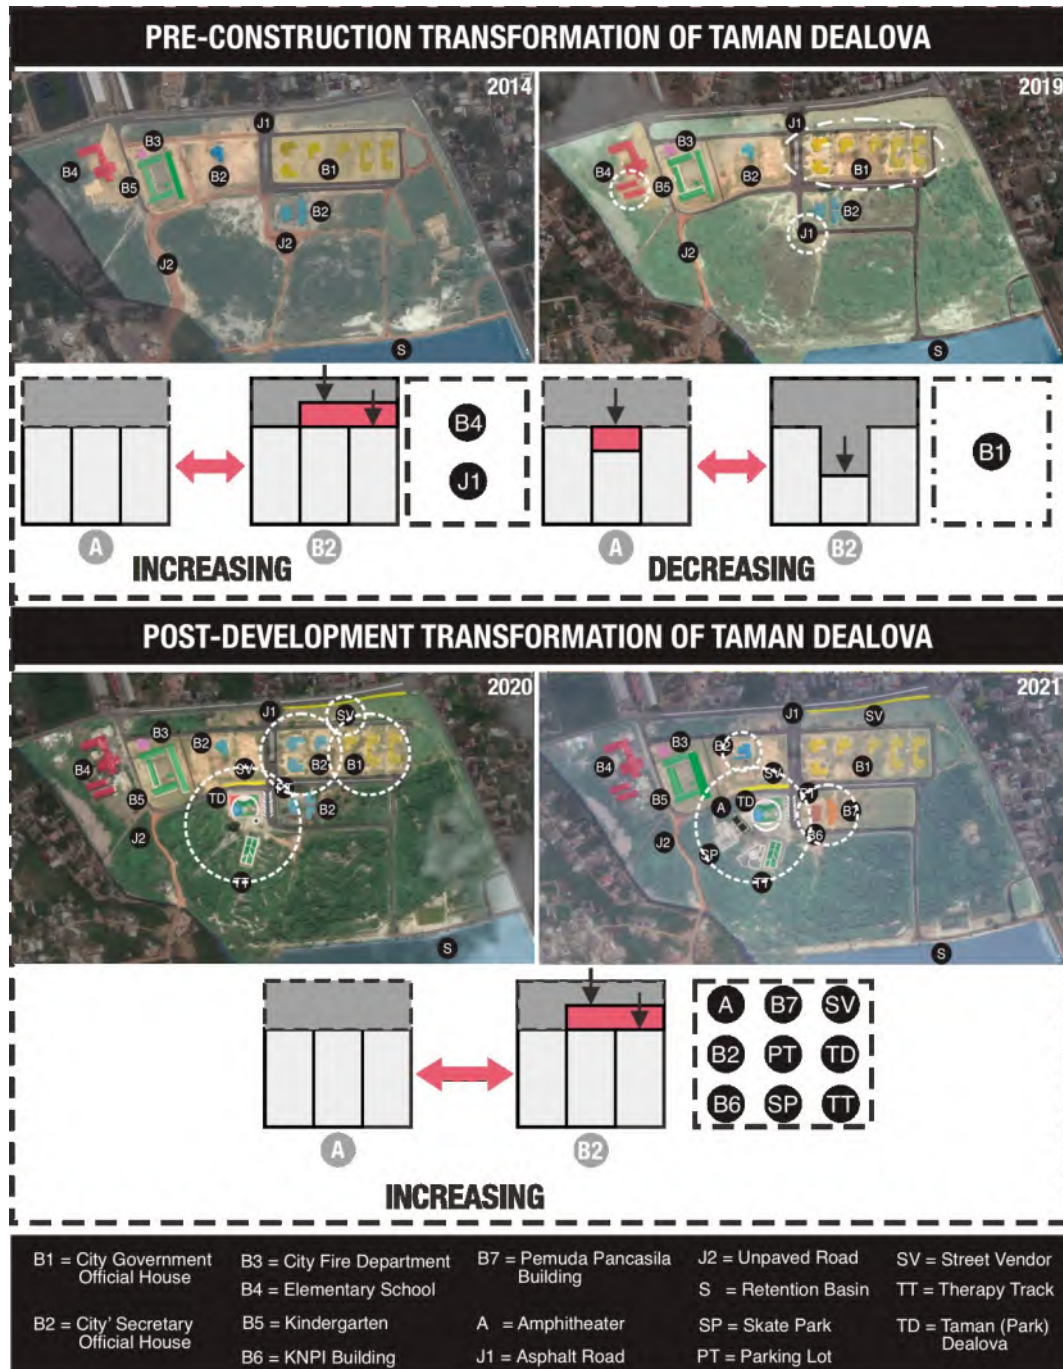 PRE-CONSTRUCTION TRANSFORMATION OF TAMAN DEALOVA
2014
J1
B3
B4
B5
B2
B1
B2
J2
J2
S
2019
J1
B3
B4
B5
B2
B1
B2
J1
J2
S
B4
J1
B1
A
B2
A
B2
INCREASING
DECREASING
POST-DEVELOPMENT TRANSFORMATION OF TAMAN DEALOVA
2020
J1
SV
B3
B2
B4
B2
B1
SV
PT
B5
TD
B2
J2
TT
S
2021
J1
SV
B3
B2
B4
B1
SV
PT
B5
A
TD
B7
J2
B6
SP
TT
S
A B7 SV
B2 PT TD
B6 SP TT
A
B2
INCREASING
B1 = City Government
Official House
B2 = City' Secretary
Official House
B3 = City Fire Department
B4 = Elementary School
B5 = Kindergarten
B6 = KNPI Building
B7 = Pemuda Pancasila
Building
A = Amphitheater
J1 = Asphalt Road
J2 = Unpaved Road
S = Retention Basin
SP = Skate Park
PT = Parking Lot
SV = Street Vendor
TT = Therapy Track
TD = Taman (Park)
Dealova